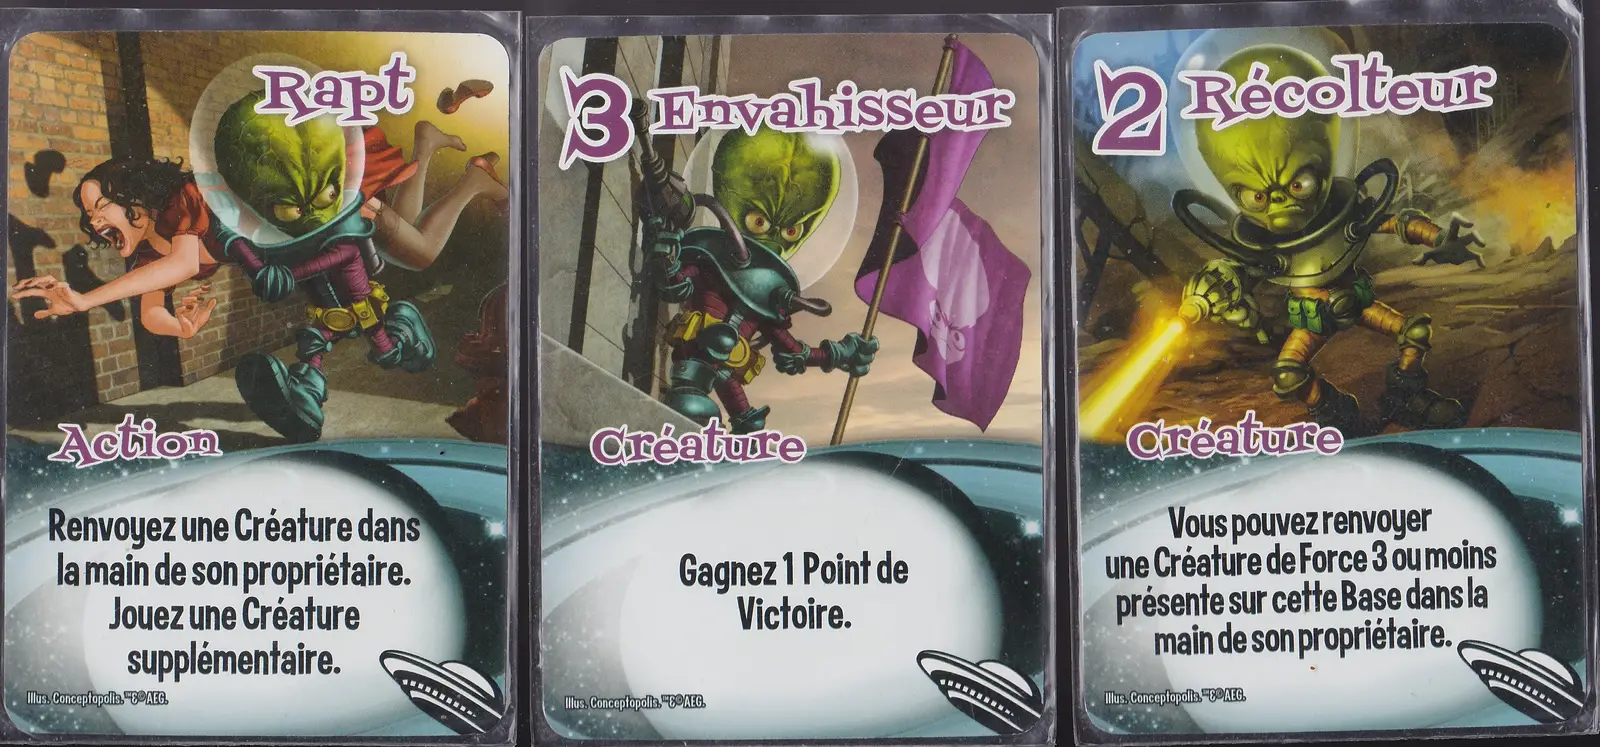 Rapt
Action
Renvoyez une Créature dans
la main de son propriétaire.
Jouez une Créature
supplémentaire.
Illus. Conceptopolis. ™&©AEG.
3 Envahisseur
Créature
Gagnez 1 Point de
Victoire.
Illus. Conceptopolis. ™&©AEG.
2 Récolteur
Créature
Vous pouvez renvoyer
une Créature de Force 3 ou moins
présente sur cette Base dans la
main de son propriétaire.
Illus. Conceptopolis. ™&©AEG.